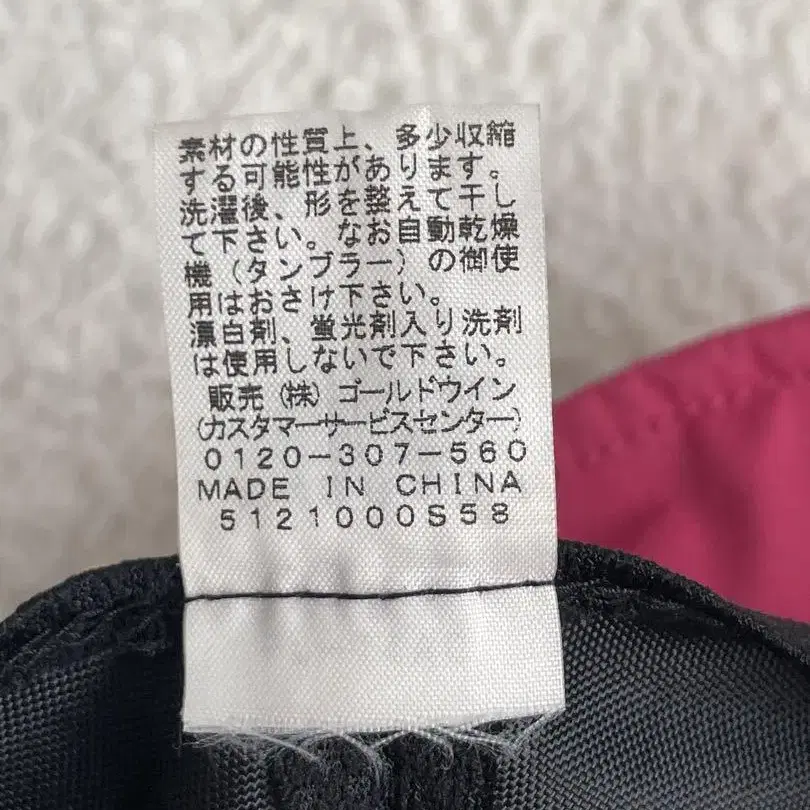 素材の性質上、多少収縮
する可能性があります。
洗濯後、形を整えて干し
て下さい。なお自動乾燥
機（タンブラー）の御使
用はおさけ下さい。
漂白剤、蛍光剤入り洗剤
は使用しないで下さい。
販売（株）ゴールドウイン
（カスタマーサービスセンター）
0120-307-560
MADE IN CHINA
5121000S58